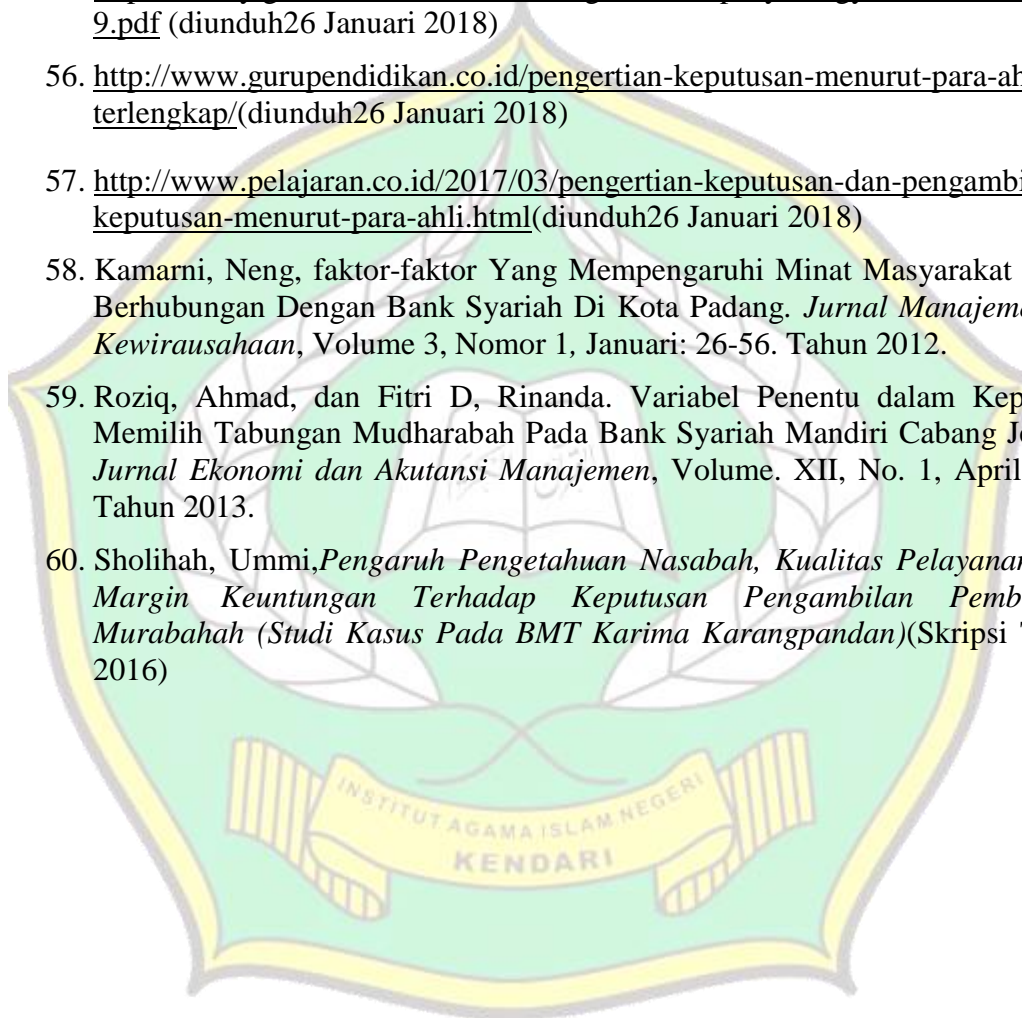 9.pdf (diunduh26 Januari 2018)
56. http://www.gurupendidikan.co.id/pengertian-keputusan-menurut-para-ah
terlengkap/(diunduh26 Januari 2018)
57. http://www.pelajaran.co.id/2017/03/pengertian-keputusan-dan-pengambi
keputusan-menurut-para-ahli.html(diunduh26 Januari 2018)
58. Kamarni, Neng, faktor-faktor Yang Mempengaruhi Minat Masyarakat
Berhubungan Dengan Bank Syariah Di Kota Padang. Jurnal Manajeme
Kewirausahaan, Volume 3, Nomor 1, Januari: 26-56. Tahun 2012.
59. Roziq, Ahmad, dan Fitri D, Rinanda. Variabel Penentu dalam Kep
Memilih Tabungan Mudharabah Pada Bank Syariah Mandiri Cabang Je
Jurnal Ekonomi dan Akutansi Manajemen, Volume. XII, No. 1, April
Tahun 2013.
60. Sholihah, Ummi,Pengaruh Pengetahuan Nasabah, Kualitas Pelayanan
Margin Keuntungan Terhadap Keputusan Pengambilan Pemb
Murabahah (Studi Kasus Pada BMT Karima Karangpandan)(Skripsi T
2016)
INSTITUT AGAMA ISLAM NEGERI
KENDARI